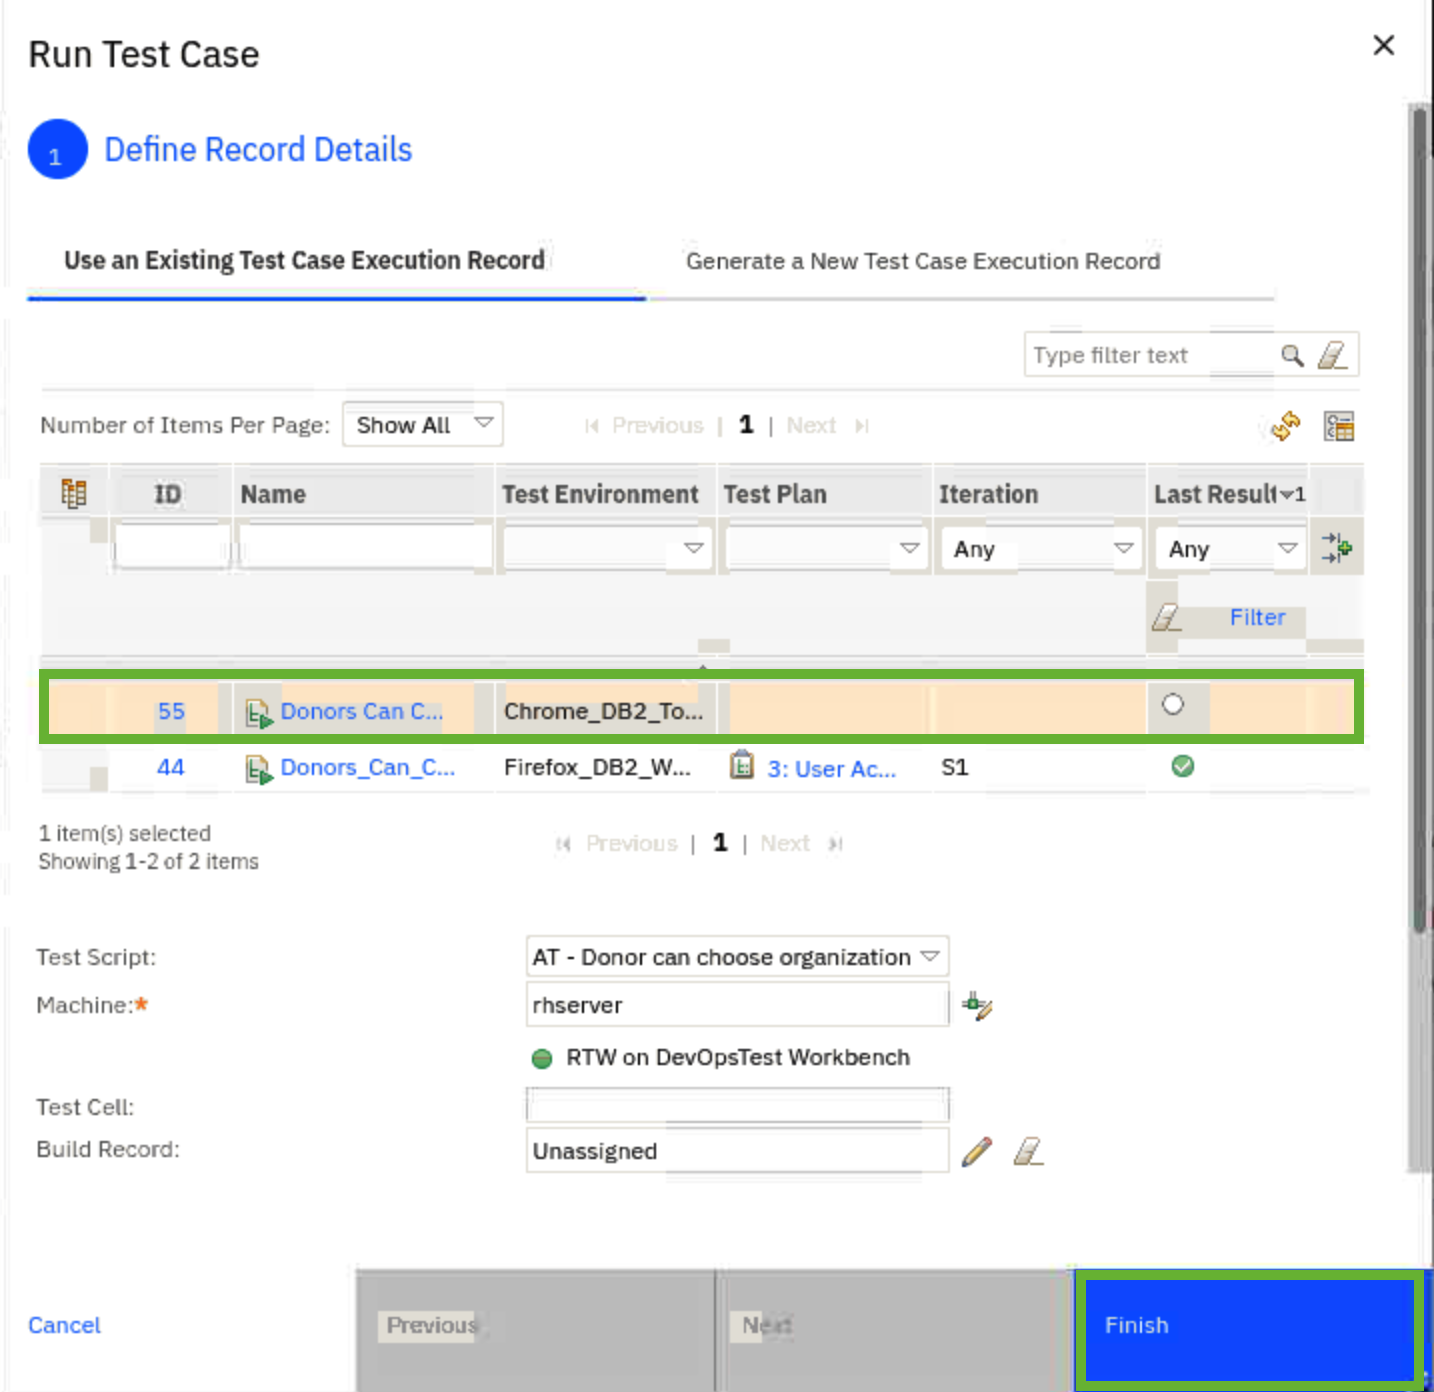 Run Test Case
1 Define Record Details
Use an Existing Test Case Execution Record
Generate a New Test Case Execution Record
Type filter text
Number of Items Per Page: Show All Previous | 1 | Next
ID Name Test Environment Test Plan Iteration Last Result 1
Any Any
Filter
55 Donors Can C... Chrome_DB2_To...
44 Donors_Can_C... Firefox_DB2_W... 3: User Ac... S1
1 item(s) selected
Showing 1-2 of 2 items
Previous | 1 | Next
Test Script: AT - Donor can choose organization
Machine:* rhserver
RTW on DevOpsTest Workbench
Test Cell:
Build Record: Unassigned
Cancel Previous Next Finish